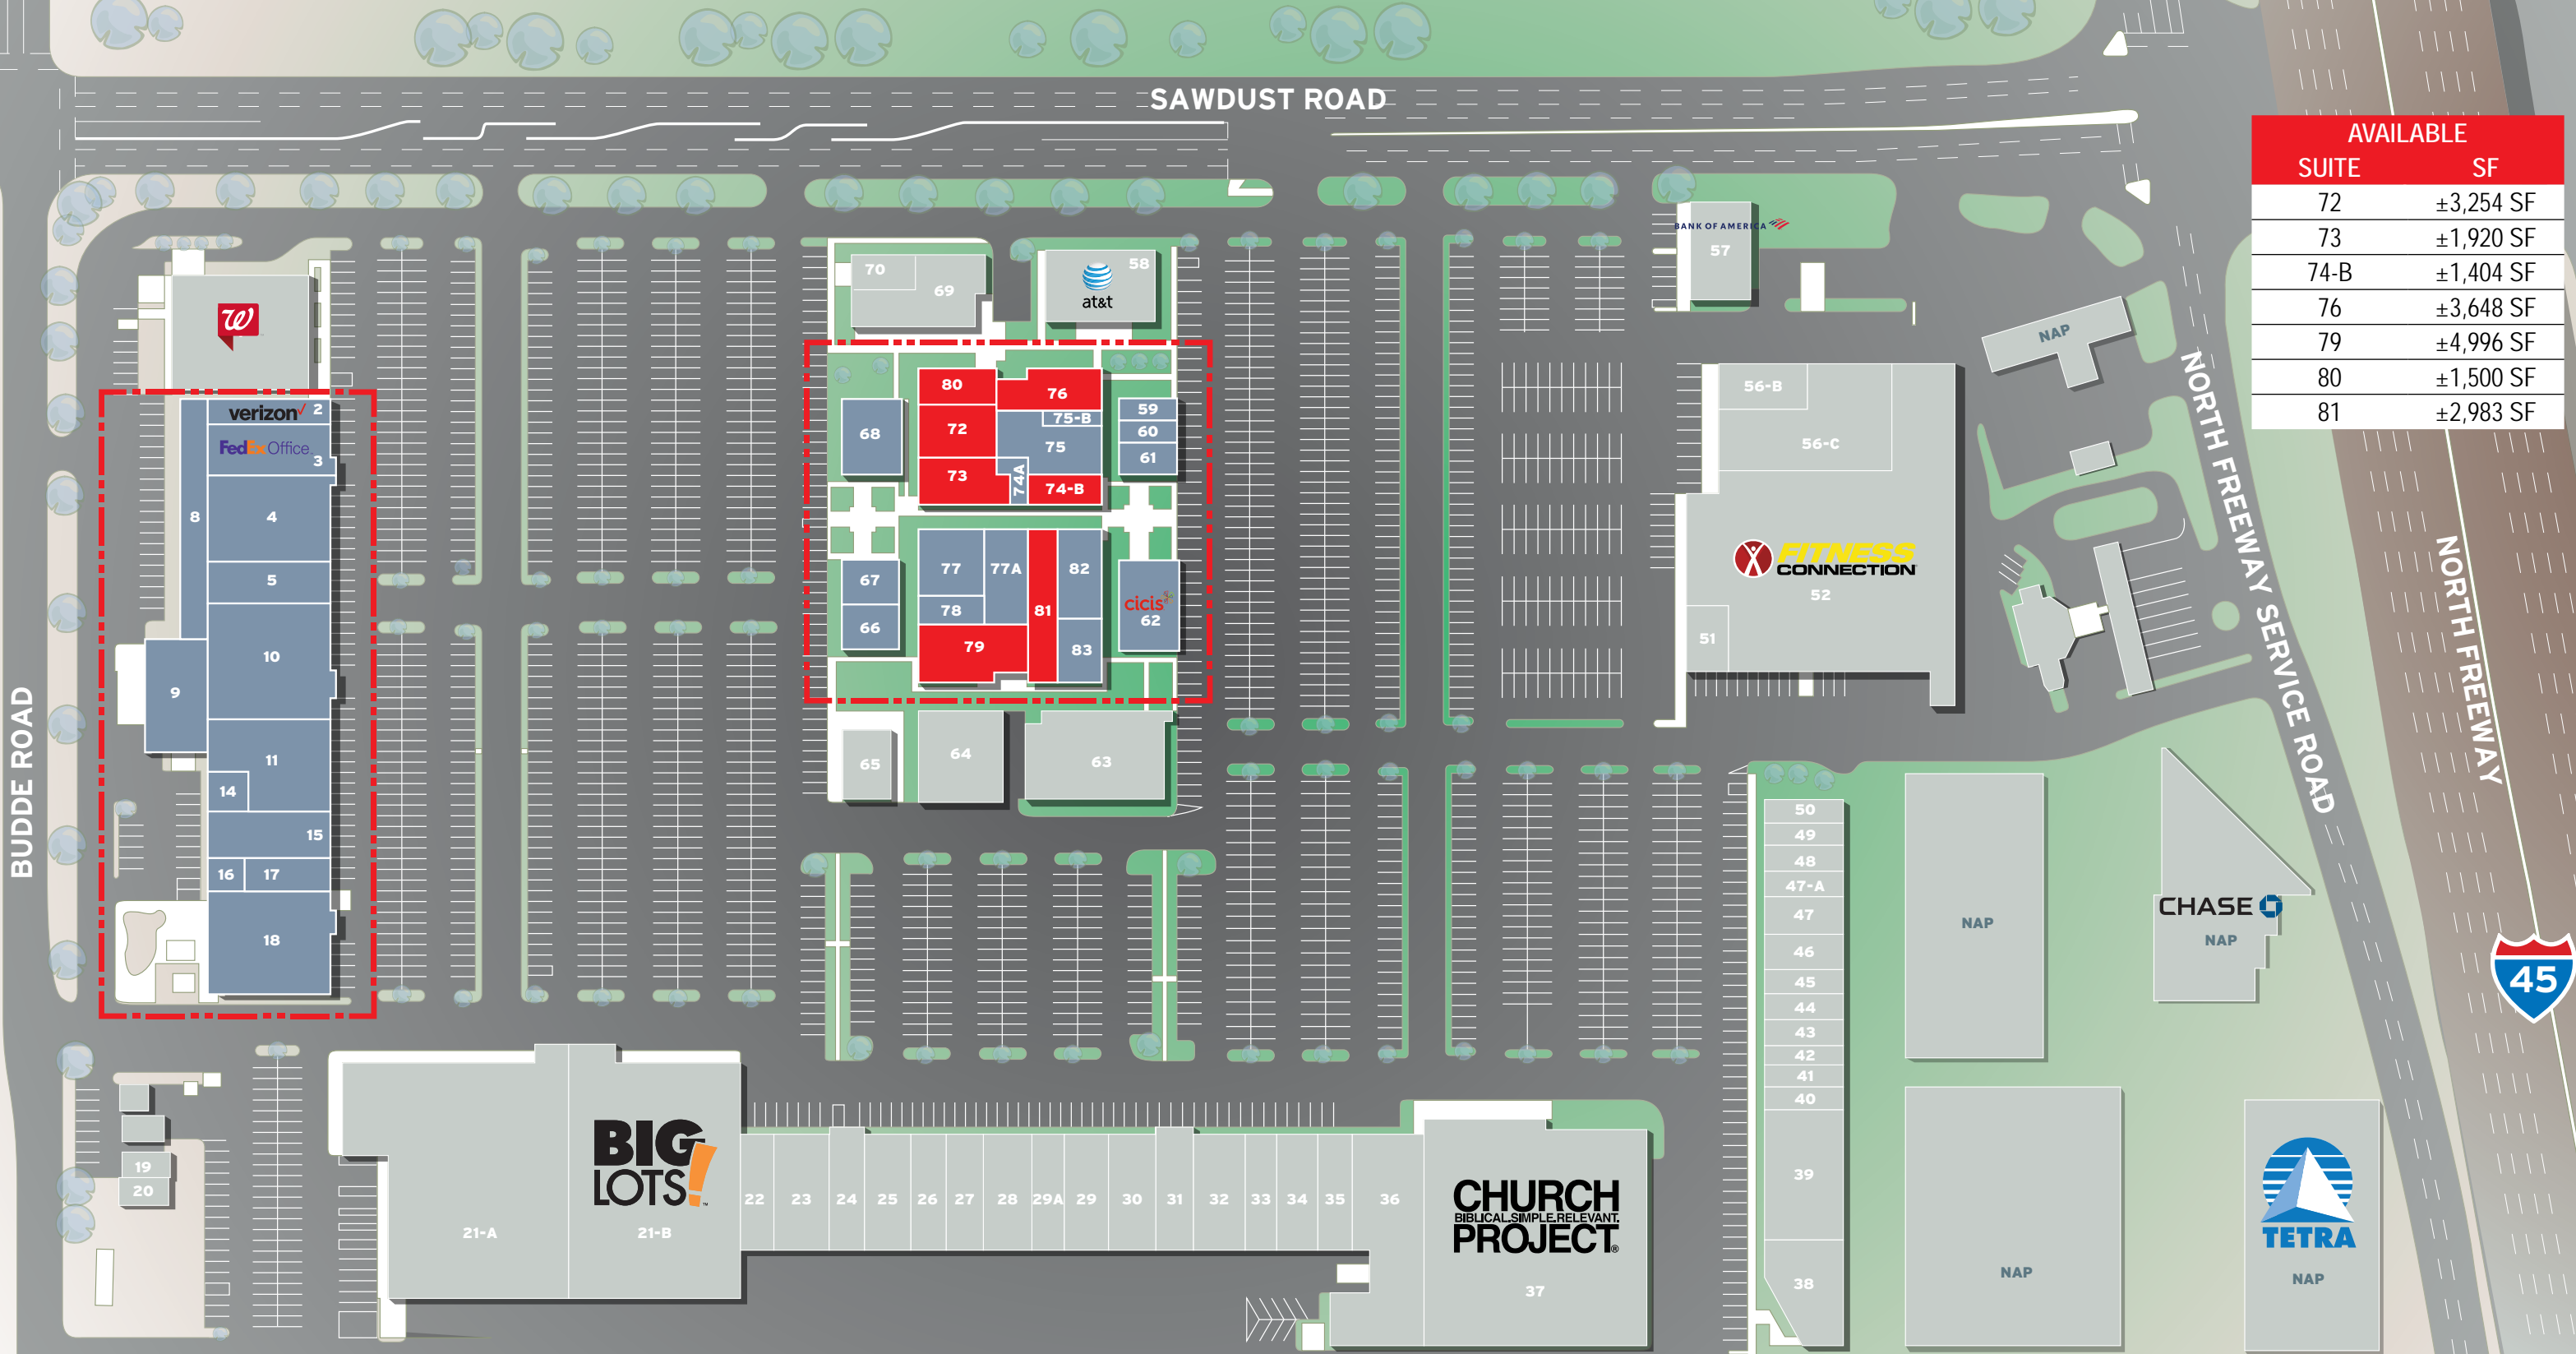 SAWDUST ROAD
AVAILABLE
SUITE SF
72 ±3,254 SF
73 ±1,920 SF
74-B ±1,404 SF
76 ±3,648 SF
79 ±4,996 SF
80 ±1,500 SF
81 ±2,983 SF
BANK OF AMERICA
57
70
69
58
at&t
W
NAP
verizon 2
FedEx Office
3
8
4
5
10
9
11
14
15
16
17
18
BUDDE ROAD
80
76
68
72
75-B
75
73
74A
74-B
59
60
61
67
66
77
77A
78
79
81
82
83
cicis
62
65
64
63
56-B
56-C
FITNESS
CONNECTION
52
51
NORTH FREEWAY SERVICE ROAD
NORTH FREEWAY
45
50
49
48
47-A
47
46
45
44
43
42
41
40
39
38
NAP
CHASE
NAP
NAP
TETRA
NAP
19
20
21-A
BIG
LOTS!
™
21-B
22
23
24
25
26
27
28
29A
29
30
31
32
33
34
35
36
CHURCH
BIBLICAL.SIMPLE.RELEVANT.
PROJECT®
37